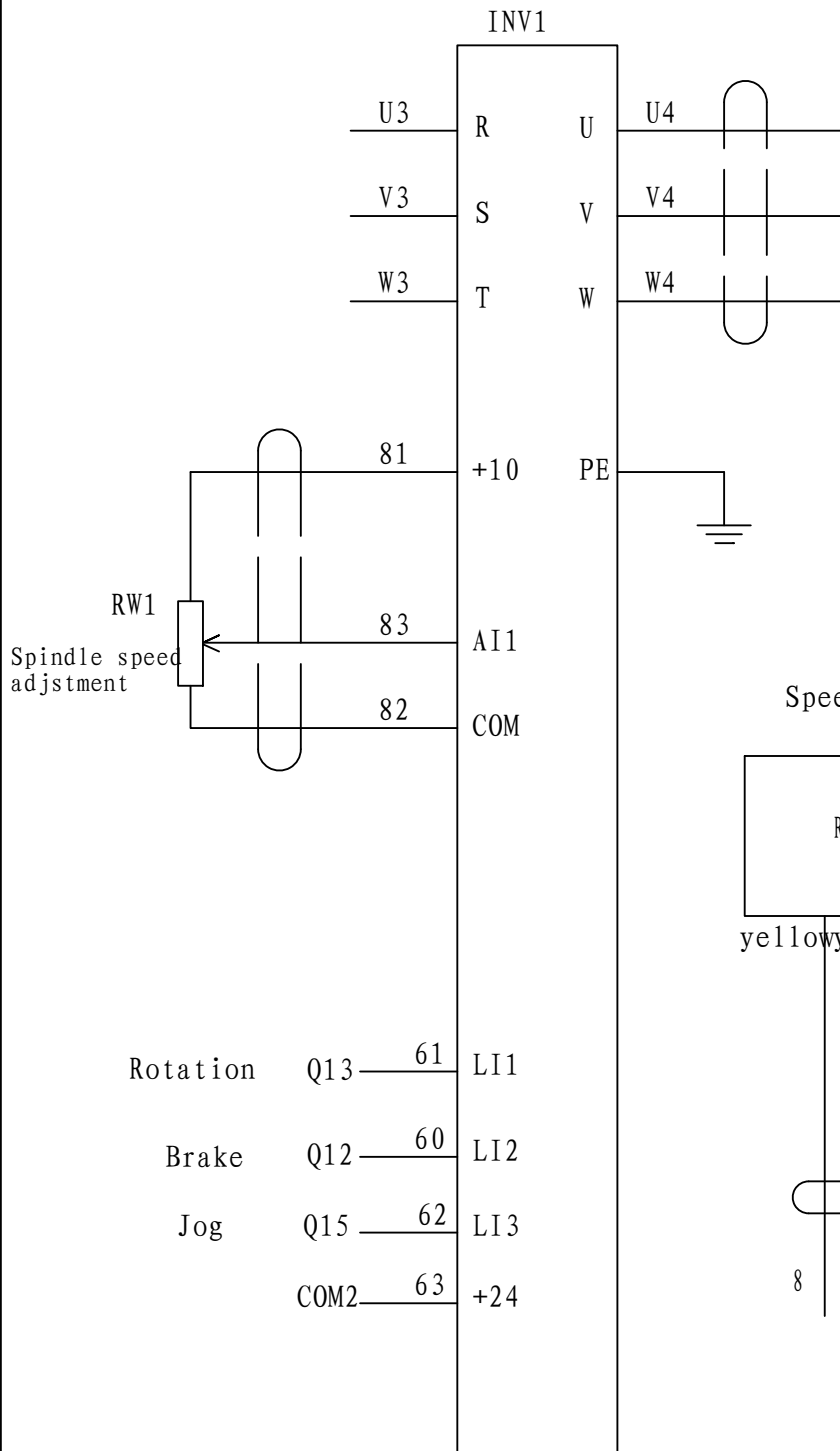 INV1
U3 R U U4
V3 S V V4
W3 T W W4
81 +10 PE
RW1
83 AI1
Spindle speed
adjstment
82 COM
Rotation Q13 61 LI1
Brake Q12 60 LI2
Jog Q15 62 LI3
COM2 63 +24
yellow
8